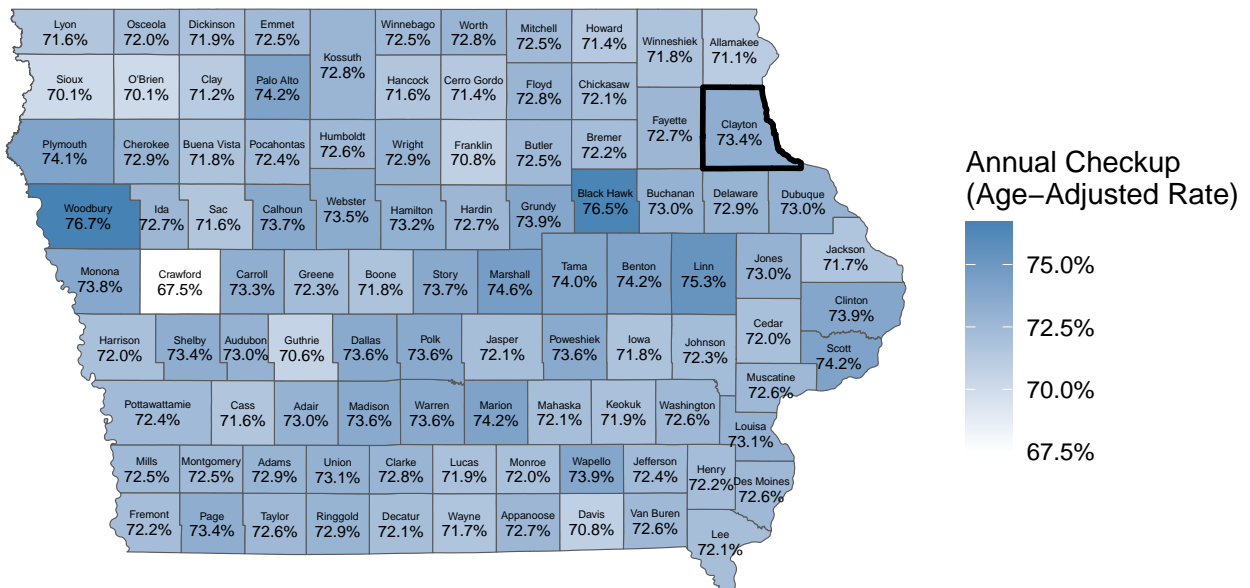 Lyon
71.6%
Osceola
72.0%
Dickinson
71.9%
Emmet
72.5%
Kossuth
72.8%
Winnebago
72.5%
Worth
72.8%
Mitchell
72.5%
Howard
71.4%
Winneshiek
71.8%
Allamakee
71.1%
Sioux
70.1%
O'Brien
70.1%
Clay
71.2%
Palo Alto
74.2%
Hancock
71.6%
Cerro Gordo
71.4%
Floyd
72.8%
Chickasaw
72.1%
Fayette
72.7%
Clayton
73.4%
Plymouth
74.1%
Cherokee
72.9%
Buena Vista
71.8%
Pocahontas
72.4%
Humboldt
72.6%
Wright
72.9%
Franklin
70.8%
Butler
72.5%
Bremer
72.2%
Woodbury
76.7%
Ida
72.7%
Sac
71.6%
Calhoun
73.7%
Webster
73.5%
Hamilton
73.2%
Hardin
72.7%
Grundy
73.9%
Black Hawk
76.5%
Buchanan
73.0%
Delaware
72.9%
Dubuque
73.0%
Monona
73.8%
Crawford
67.5%
Carroll
73.3%
Greene
72.3%
Boone
71.8%
Story
73.7%
Marshall
74.6%
Tama
74.0%
Benton
74.2%
Linn
75.3%
Jones
73.0%
Jackson
71.7%
Clinton
73.9%
Harrison
72.0%
Shelby
73.4%
Audubon
73.0%
Guthrie
70.6%
Dallas
73.6%
Polk
73.6%
Jasper
72.1%
Poweshiek
73.6%
Iowa
71.8%
Johnson
72.3%
Cedar
72.0%
Scott
74.2%
Muscatine
72.6%
Pottawattamie
72.4%
Cass
71.6%
Adair
73.0%
Madison
73.6%
Warren
73.6%
Marion
74.2%
Mahaska
72.1%
Keokuk
71.9%
Washington
72.6%
Louisa
73.1%
Mills
72.5%
Montgomery
72.5%
Adams
72.9%
Union
73.1%
Clarke
72.8%
Lucas
71.9%
Monroe
72.0%
Wapello
73.9%
Jefferson
72.4%
Henry
72.2%
Des Moines
72.6%
Fremont
72.2%
Page
73.4%
Taylor
72.6%
Ringgold
72.9%
Decatur
72.1%
Wayne
71.7%
Appanoose
72.7%
Davis
70.8%
Van Buren
72.6%
Lee
72.1%
Annual Checkup
(Age−Adjusted Rate)
75.0%
72.5%
70.0%
67.5%